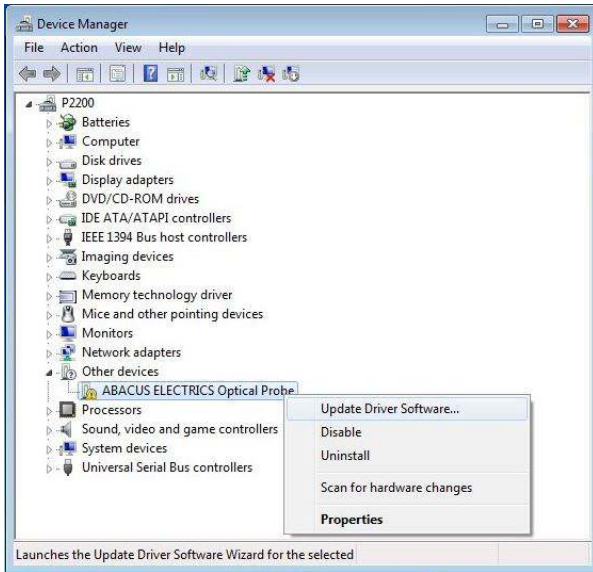 Device Manager
File Action View Help
P2200
Batteries
Computer
Disk drives
Display adapters
DVD/CD-ROM drives
IDE ATA/ATAPI controllers
IEEE 1394 Bus host controllers
Imaging devices
Keyboards
Memory technology driver
Mice and other pointing devices
Monitors
Network adapters
Other devices
ABACUS ELECTRICS Optical Probe
Processors
Sound, video and game controllers
System devices
Universal Serial Bus controllers
Update Driver Software...
Disable
Uninstall
Scan for hardware changes
Properties
Launches the Update Driver Software Wizard for the selected